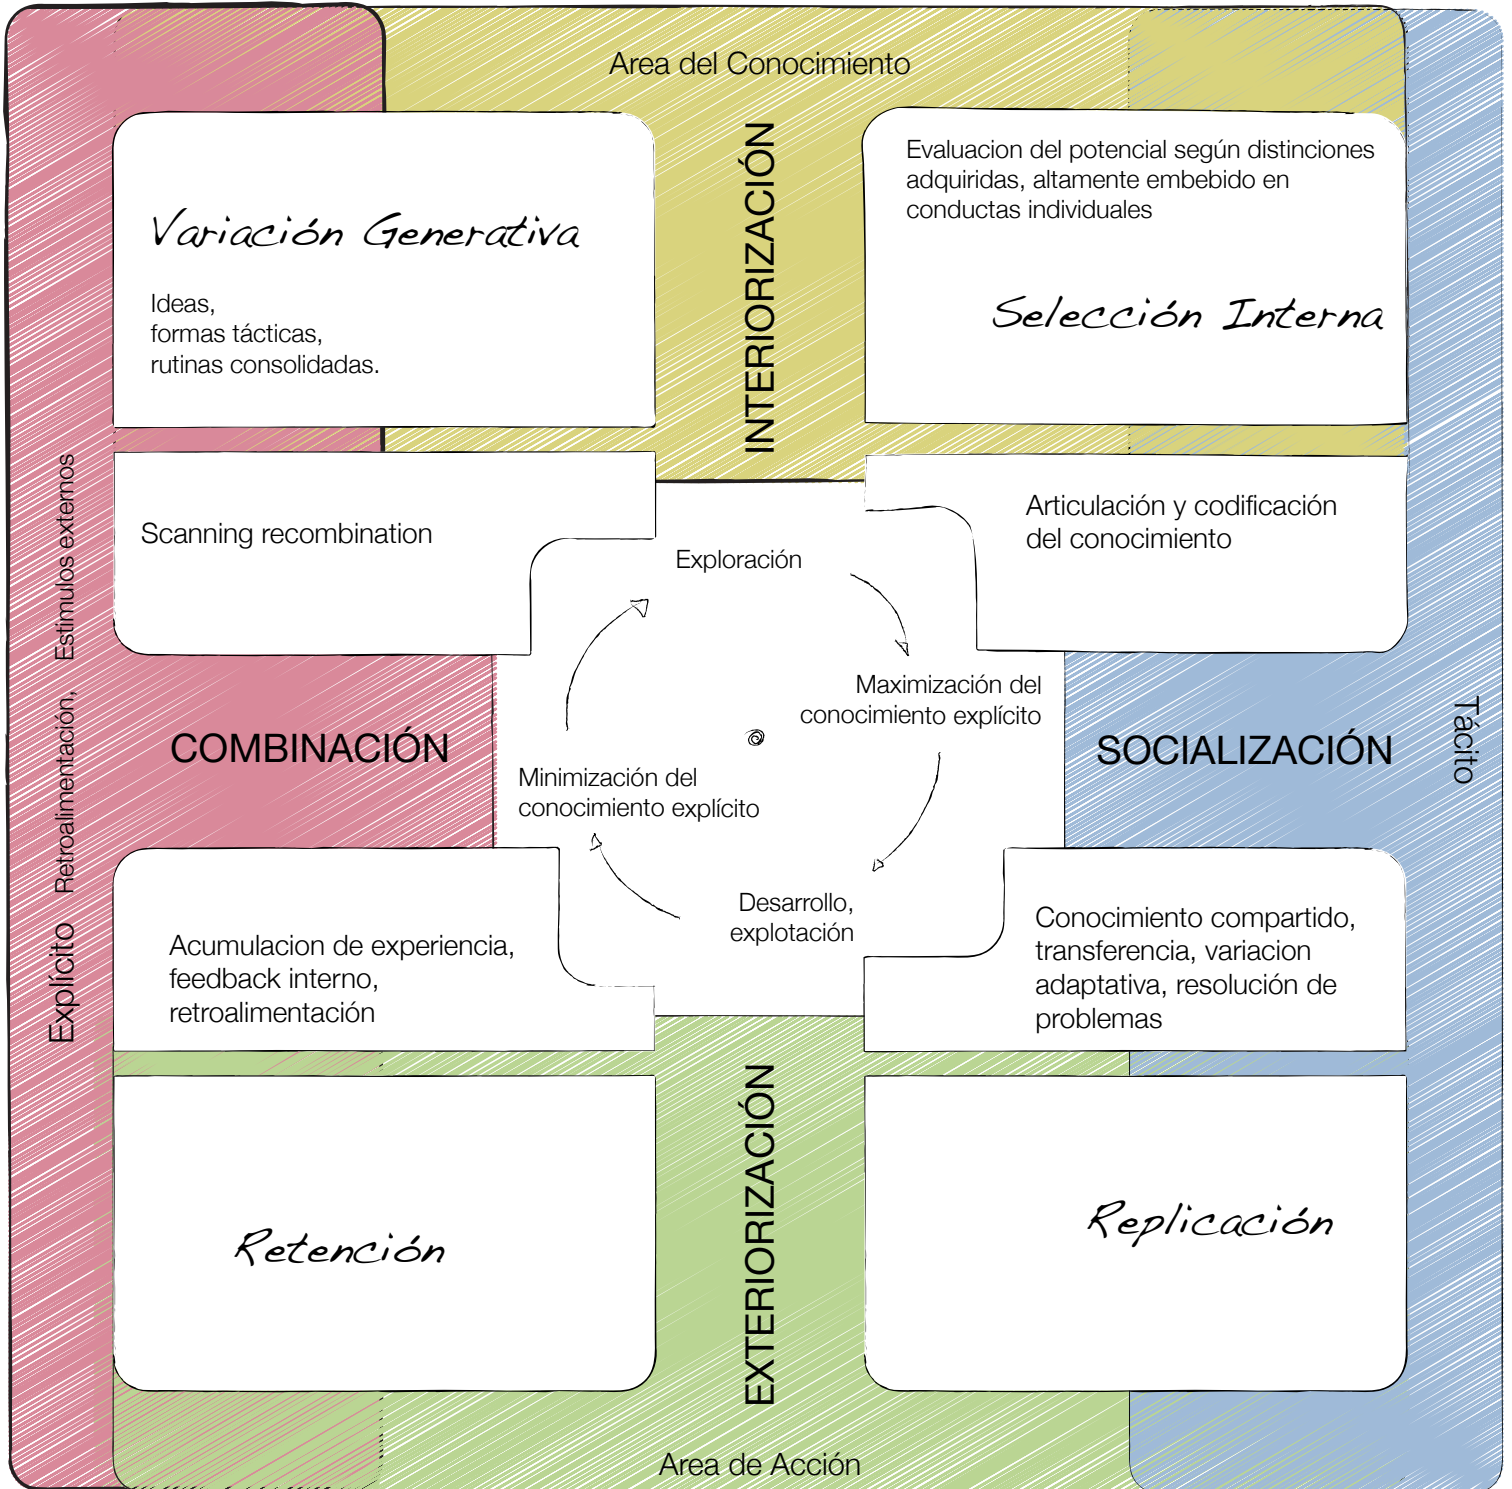 Area del Conocimiento
Variación Generativa
Ideas,
formas tácticas,
rutinas consolidadas.
INTERIORIZACIÓN
Evaluacion del potencial según distinciones
adquiridas, altamente embebido en
conductas individuales
Selección Interna
Scanning recombination
Articulación y codificación
del conocimiento
Exploración
Maximización del
conocimiento explícito
Minimización del
conocimiento explícito
Desarrollo,
explotación
COMBINACIÓN
SOCIALIZACIÓN
Explícito Retroalimentación, Estimulos externos
Tácito
Acumulacion de experiencia,
feedback interno,
retroalimentación
Conocimiento compartido,
transferencia, variacion
adaptativa, resolución de
problemas
Retención
EXTERIORIZACIÓN
Replicación
Area de Acción